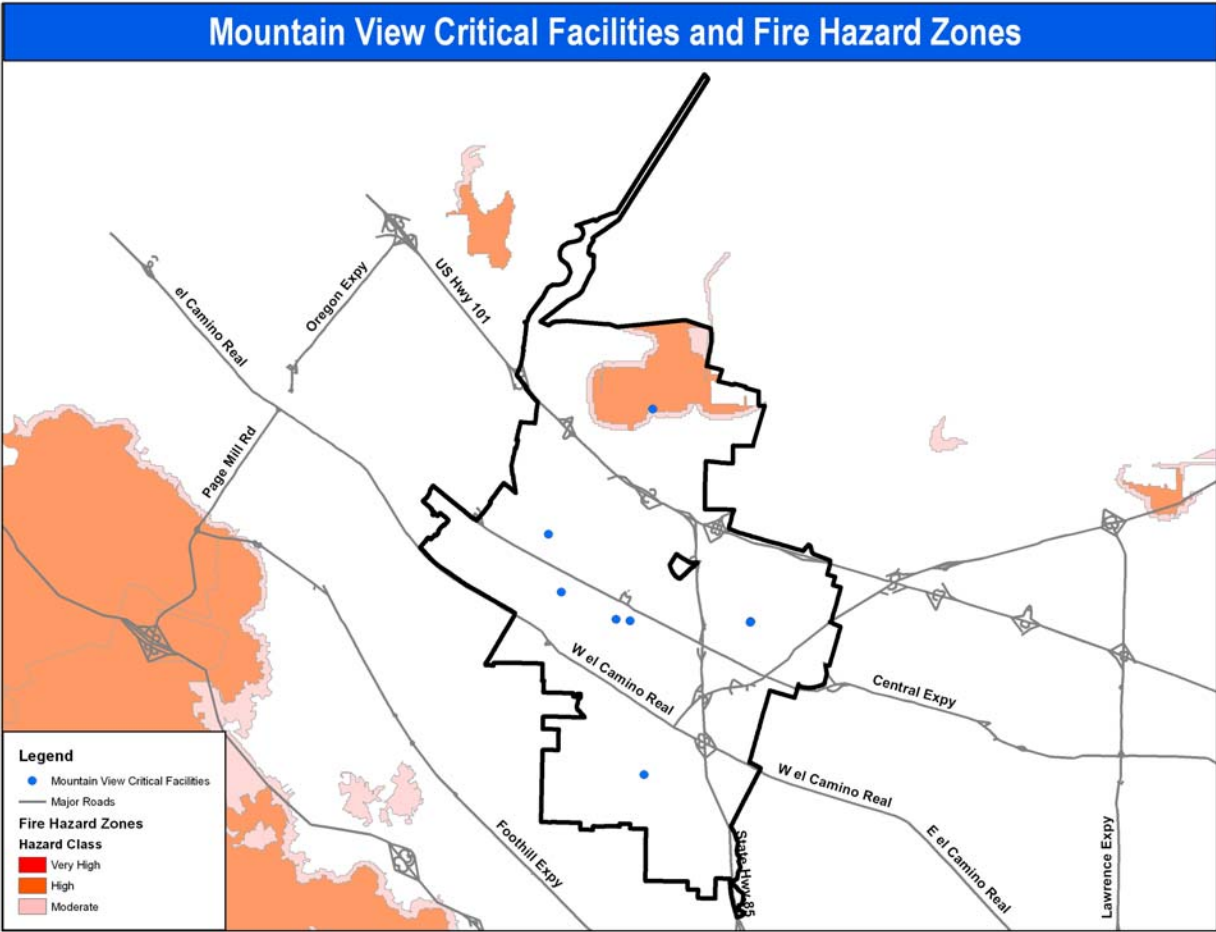 Mountain View Critical Facilities and Fire Hazard Zones
el Camino Real
Oregon Expy
US Hwy 101
Page Mill Rd
W el Camino Real
Central Expy
W el Camino Real
E el Camino Real
Foothill Expy
State Hwy 85
Lawrence Expy
Legend
Mountain View Critical Facilities
Major Roads
Fire Hazard Zones
Hazard Class
Very High
High
Moderate